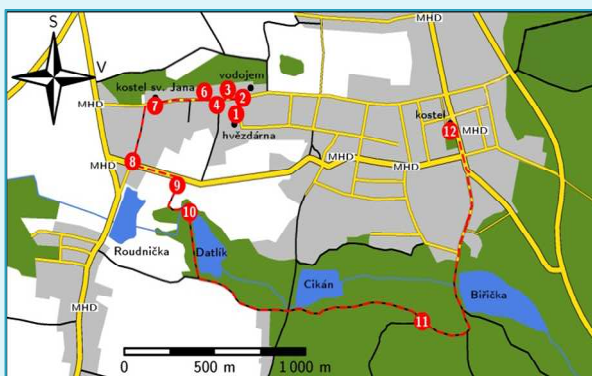 S
MHD
V
vodojem
kostel sv. Jana
6
3
2
MHD
7
4
1
kostel
hvězdárna
12
MHD
MHD
8
MHD
MHD
9
10
Roudnička
Datlík
Cikán
Biřička
MHD
11
0
500 m
1 000 m